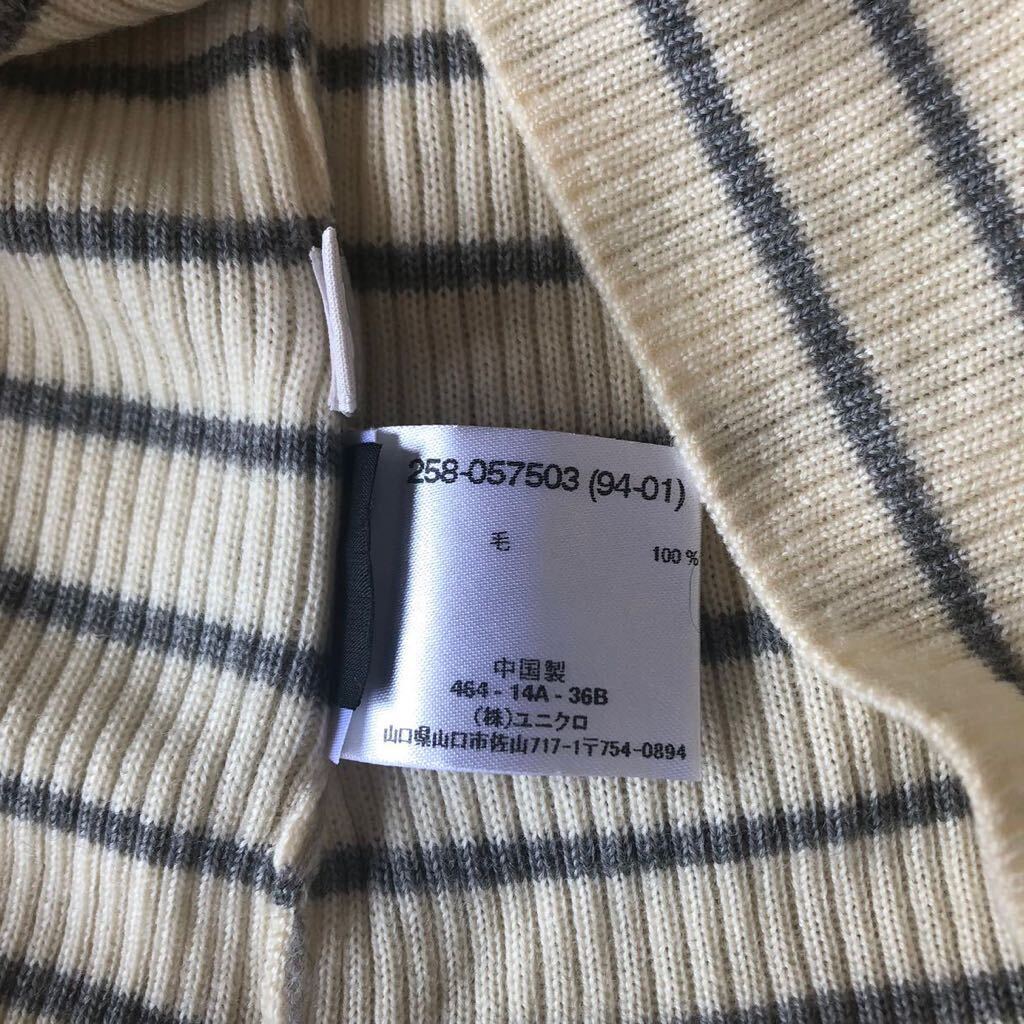 258-057503 (94-01)
毛 100 %
中国製
464 - 14A - 36B
(株)ユニクロ
山口県山口市佐山717-1〒754-0894